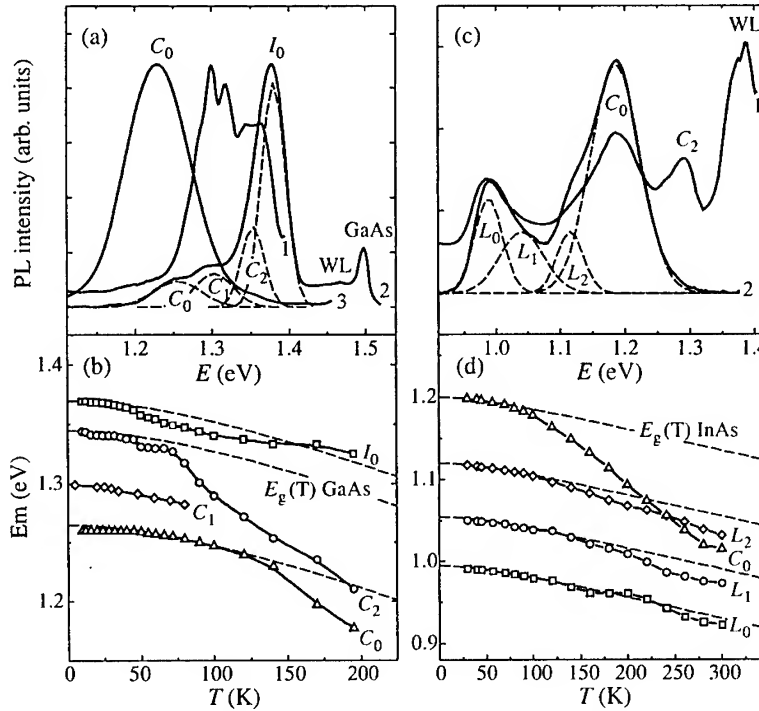 (a)
C0
I0
GaAs
WL
1
2
3
C0
C1
C2
PL intensity (arb. units)
1.2
1.3
1.4
1.5
E (eV)
(c)
WL
1
C0
C2
L0
L1
L2
2
1.0
1.1
1.2
1.3
1.4
E (eV)
(b)
1.4
1.3
1.2
Em (eV)
I0
Eg(T) GaAs
C1
C2
C0
0
50
100
150
200
T (K)
(d)
1.2
1.1
1.0
0.9
Eg(T) InAs
L2
C0
L1
L0
0
50
100
150
200
250
300
T (K)